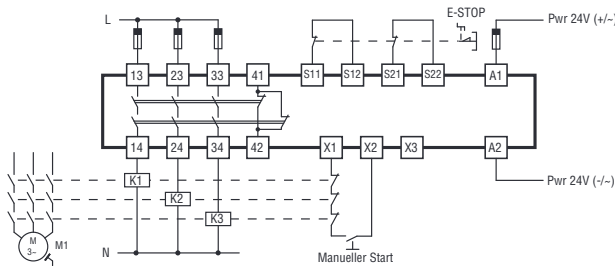 E-STOP
L
Pwr 24V (+/~)
13 23 33 41 S11 S12 S21 S22 A1
14 24 34 42 X1 X2 X3 A2
K1
Pwr 24V (-/~)
K2
K3
M
3~
M1
N
Manueller Start